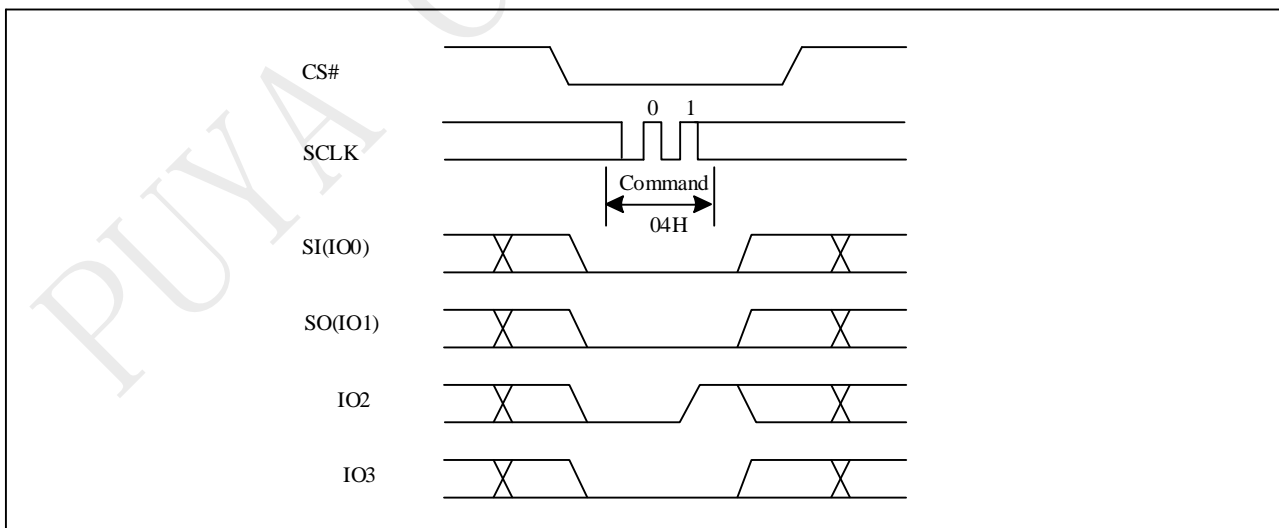 PUYA
CS#
0 1
SCLK
Command
04H
SI(IO0)
SO(IO1)
IO2
IO3